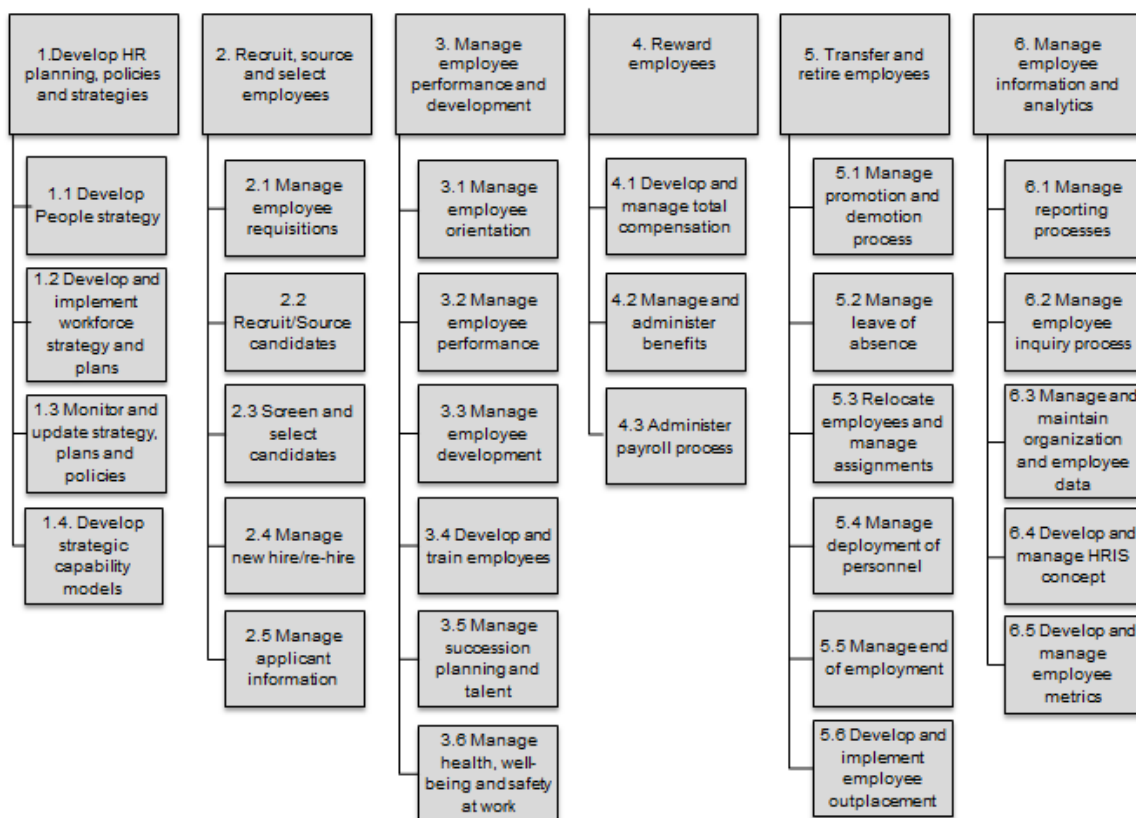 1.Develop HR
planning, policies
and strategies
1.1 Develop
People strategy
1.2 Develop and
implement
workforce
strategy and
plans
1.3 Monitor and
update strategy,
plans and
policies
1.4. Develop
strategic
capability
models
2. Recruit, source
and select
employees
2.1 Manage
employee
requisitions
2.2
Recruit/Source
candidates
2.3 Screen and
select
candidates
2.4 Manage
new hire/re-hire
2.5 Manage
applicant
information
3. Manage
employee
performance and
development
3.1 Manage
employee
orientation
3.2 Manage
employee
performance
3.3 Manage
employee
development
3.4 Develop and
train employees
3.5 Manage
succession
planning and
talent
3.6 Manage
health, well-
being and safety
at work
4. Reward
employees
4.1 Develop and
manage total
compensation
4.2 Manage and
administer
benefits
4.3 Administer
payroll process
5. Transfer and
retire employees
5.1 Manage
promotion and
demotion
process
5.2 Manage
leave of
absence
5.3 Relocate
employees and
manage
assignments
5.4 Manage
deployment of
personnel
5.5 Manage end
of employment
5.6 Develop and
implement
employee
outplacement
6. Manage
employee
information and
analytics
6.1 Manage
reporting
processes
6.2 Manage
employee
inquiry process
6.3 Manage and
maintain
organization
and employee
data
6.4 Develop and
manage HRIS
concept
6.5 Develop and
manage
employee
metrics